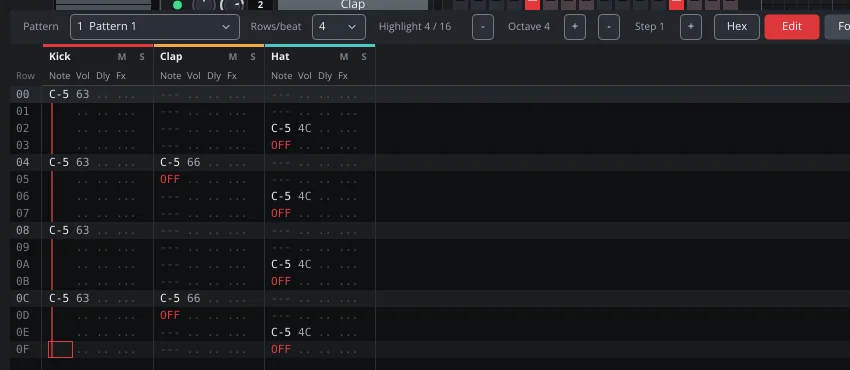 2 Clap
Pattern 1 Pattern 1 Rows/beat 4 Highlight 4 / 16 - Octave 4 + - Step 1 + Hex Edit Fo
Kick M S Clap M S Hat M S
Row Note Vol Dly Fx Note Vol Dly Fx Note Vol Dly Fx
00 C-5 63 .. ... --- .. .. ... --- .. .. ...
01 .. .. ... --- .. .. ... --- .. .. ...
02 .. .. ... --- .. .. ... C-5 4C .. ...
03 .. .. ... --- .. .. ... OFF .. .. ...
04 C-5 63 .. ... C-5 66 .. ... --- .. .. ...
05 .. .. ... OFF .. .. ... --- .. .. ...
06 .. .. ... --- .. .. ... C-5 4C .. ...
07 .. .. ... --- .. .. ... OFF .. .. ...
08 C-5 63 .. ... --- .. .. ... --- .. .. ...
09 .. .. ... --- .. .. ... --- .. .. ...
0A .. .. ... --- .. .. ... C-5 4C .. ...
0B .. .. ... --- .. .. ... OFF .. .. ...
0C C-5 63 .. ... C-5 66 .. ... --- .. .. ...
0D .. .. ... OFF .. .. ... --- .. .. ...
0E .. .. ... --- .. .. ... C-5 4C .. ...
0F .. .. ... --- .. .. ... OFF .. .. ...